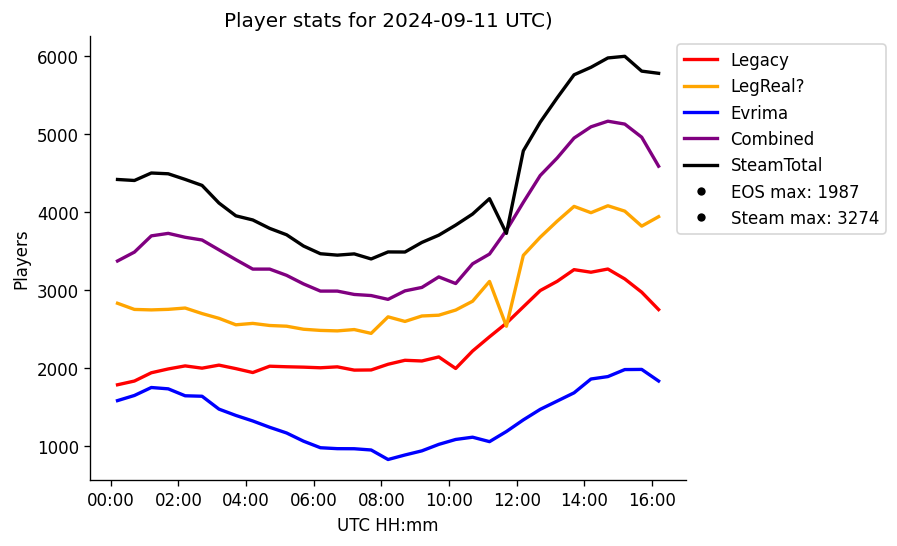 Player stats for 2024-09-11 UTC)
6000
5000
4000
3000
2000
1000
Players
00:00 02:00 04:00 06:00 08:00 10:00 12:00 14:00 16:00
UTC HH:mm
Legacy
LegReal?
Evrima
Combined
SteamTotal
EOS max: 1987
Steam max: 3274